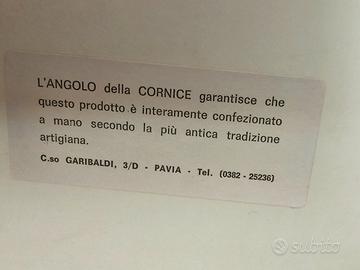 L'ANGOLO della CORNICE garantisce che
questo prodotto è interamente confezionato
a mano secondo la più antica tradizione
artigiana.
C.so GARIBALDI, 3/D - PAVIA - Tel. (0382 - 25236)
subito